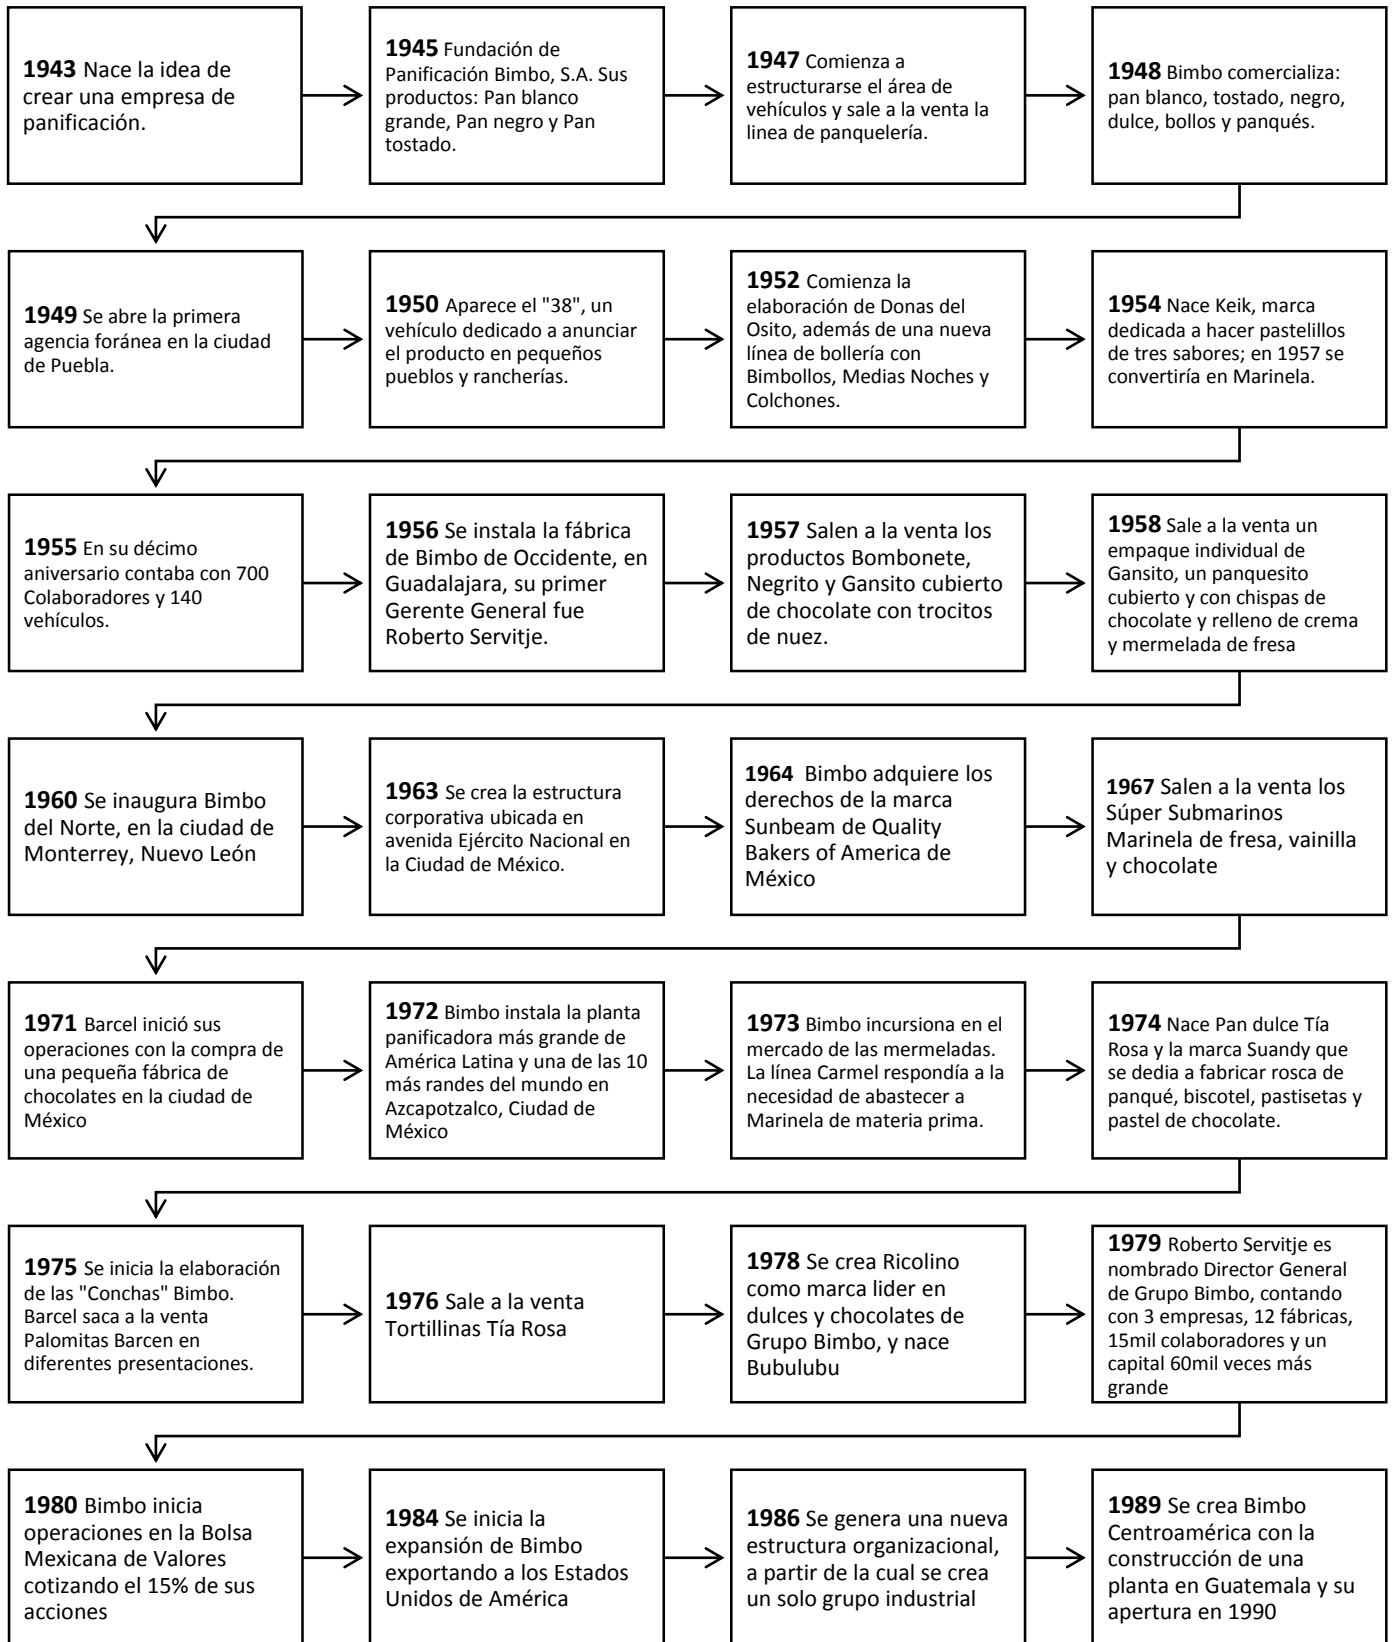 1943 Nace la idea de
crear una empresa de
panificación.
1945 Fundación de
Panificación Bimbo, S.A. Sus
productos: Pan blanco
grande, Pan negro y Pan
tostado.
1947 Comienza a
estructurarse el área de
vehículos y sale a la venta la
linea de panquelería.
1948 Bimbo comercializa:
pan blanco, tostado, negro,
dulce, bollos y panqués.
1949 Se abre la primera
agencia foránea en la ciudad
de Puebla.
1950 Aparece el "38", un
vehículo dedicado a anunciar
el producto en pequeños
pueblos y rancherías.
1952 Comienza la
elaboración de Donas del
Osito, además de una nueva
línea de bollería con
Bimbollos, Medias Noches y
Colchones.
1954 Nace Keik, marca
dedicada a hacer pastelillos
de tres sabores; en 1957 se
convertiría en Marinela.
1955 En su décimo
aniversario contaba con 700
Colaboradores y 140
vehículos.
1956 Se instala la fábrica
de Bimbo de Occidente, en
Guadalajara, su primer
Gerente General fue
Roberto Servitje.
1957 Salen a la venta los
productos Bombonete,
Negrito y Gansito cubierto
de chocolate con trocitos
de nuez.
1958 Sale a la venta un
empaque individual de
Gansito, un panquesito
cubierto y con chispas de
chocolate y relleno de crema
y mermelada de fresa
1960 Se inaugura Bimbo
del Norte, en la ciudad de
Monterrey, Nuevo León
1963 Se crea la estructura
corporativa ubicada en
avenida Ejército Nacional en
la Ciudad de México.
1964 Bimbo adquiere los
derechos de la marca
Sunbeam de Quality
Bakers of America de
México
1967 Salen a la venta los
Súper Submarinos
Marinela de fresa, vainilla
y chocolate
1971 Barcel inició sus
operaciones con la compra de
una pequeña fábrica de
chocolates en la ciudad de
México
1972 Bimbo instala la planta
panificadora más grande de
América Latina y una de las 10
más randes del mundo en
Azcapotzalco, Ciudad de
México
1973 Bimbo incursiona en el
mercado de las mermeladas.
La línea Carmel respondía a la
necesidad de abastecer a
Marinela de materia prima.
1974 Nace Pan dulce Tía
Rosa y la marca Suandy que
se dedia a fabricar rosca de
panqué, biscotel, pastisetas y
pastel de chocolate.
1975 Se inicia la elaboración
de las "Conchas" Bimbo.
Barcel saca a la venta
Palomitas Barcen en
diferentes presentaciones.
1976 Sale a la venta
Tortillinas Tía Rosa
1978 Se crea Ricolino
como marca lider en
dulces y chocolates de
Grupo Bimbo, y nace
Bubulubu
1979 Roberto Servitje es
nombrado Director General
de Grupo Bimbo, contando
con 3 empresas, 12 fábricas,
15mil colaboradores y un
capital 60mil veces más
grande
1980 Bimbo inicia
operaciones en la Bolsa
Mexicana de Valores
cotizando el 15% de sus
acciones
1984 Se inicia la
expansión de Bimbo
exportando a los Estados
Unidos de América
1986 Se genera una nueva
estructura organizacional,
a partir de la cual se crea
un solo grupo industrial
1989 Se crea Bimbo
Centroamérica con la
construcción de una
planta en Guatemala y su
apertura en 1990